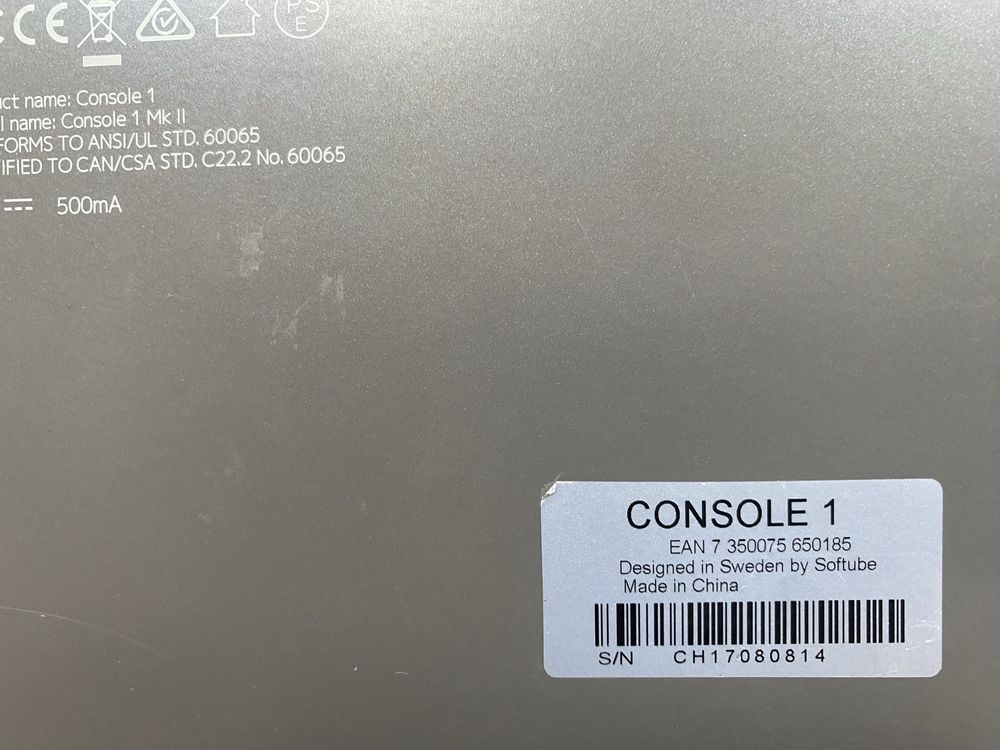 PS
E
uct name: Console 1
l name: Console 1 Mk II
FORMS TO ANSI/UL STD. 60065
IFIED TO CAN/CSA STD. C22.2 No. 60065
500mA
CONSOLE 1
EAN 7 350075 650185
Designed in Sweden by Softube
Made in China
S/N CH17080814